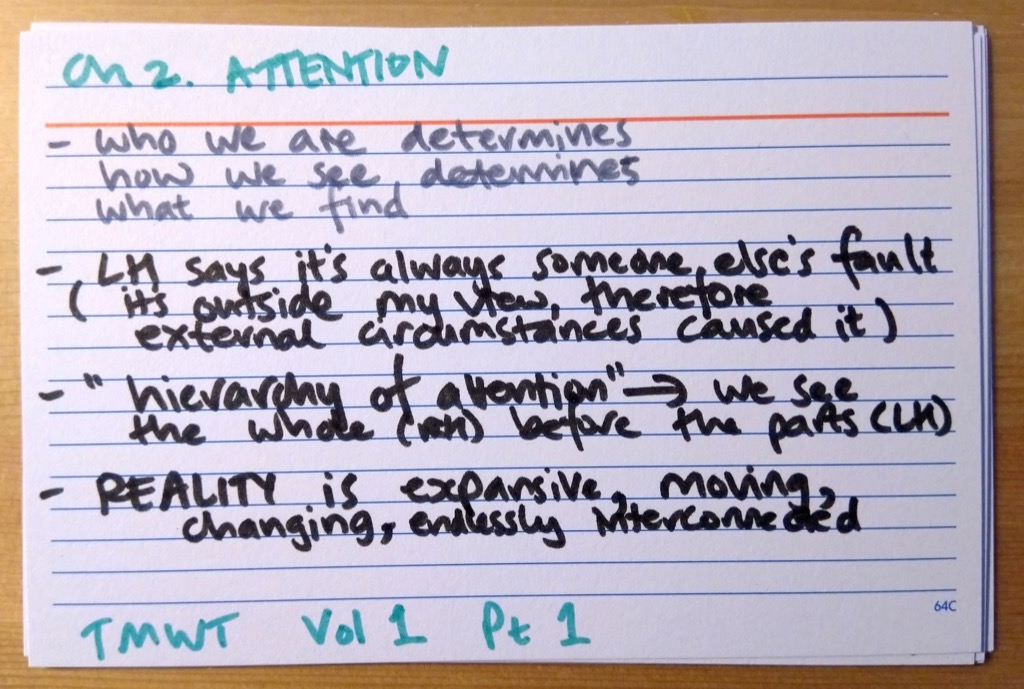 Ch 2. ATTENTION
- who we are determines
how we see, determines
what we find
- LH says it's always someone else's fault
( its outside my view, therefore
external circumstances caused it )
- "hierarchy of attention" → we see
the whole (RH) before the parts (LH)
- REALITY is expansive, moving,
changing, endlessly interconnected
64C
TMWT Vol 1 Pt 1